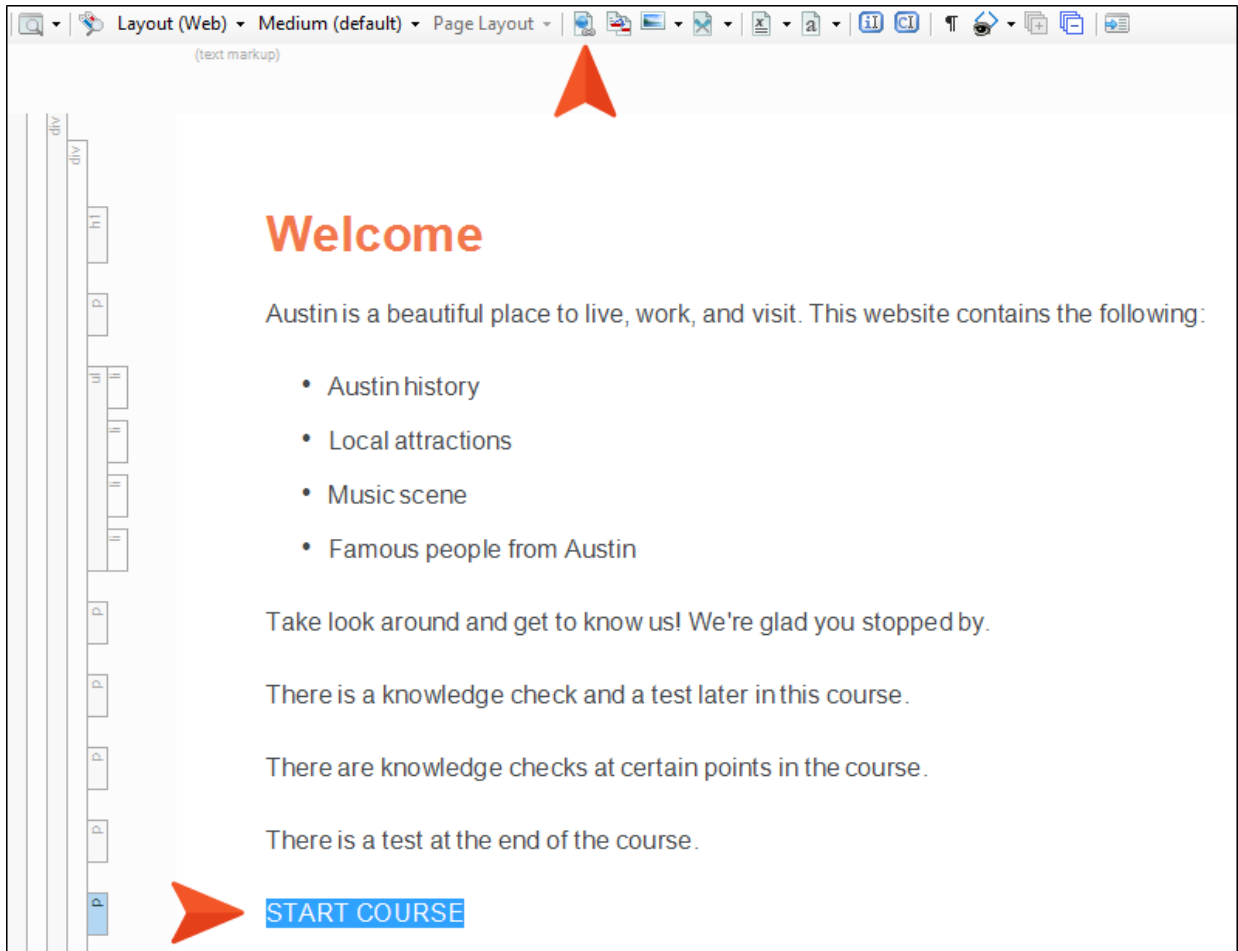 Layout (Web) Medium (default) Page Layout x a iI CI ¶
(text markup)
div
div
h1
Welcome
p
Austin is a beautiful place to live, work, and visit. This website contains the following:
ul li
• Austin history
li
• Local attractions
li
• Music scene
li
• Famous people from Austin
p
Take look around and get to know us! We're glad you stopped by.
p
There is a knowledge check and a test later in this course.
p
There are knowledge checks at certain points in the course.
p
There is a test at the end of the course.
p
START COURSE